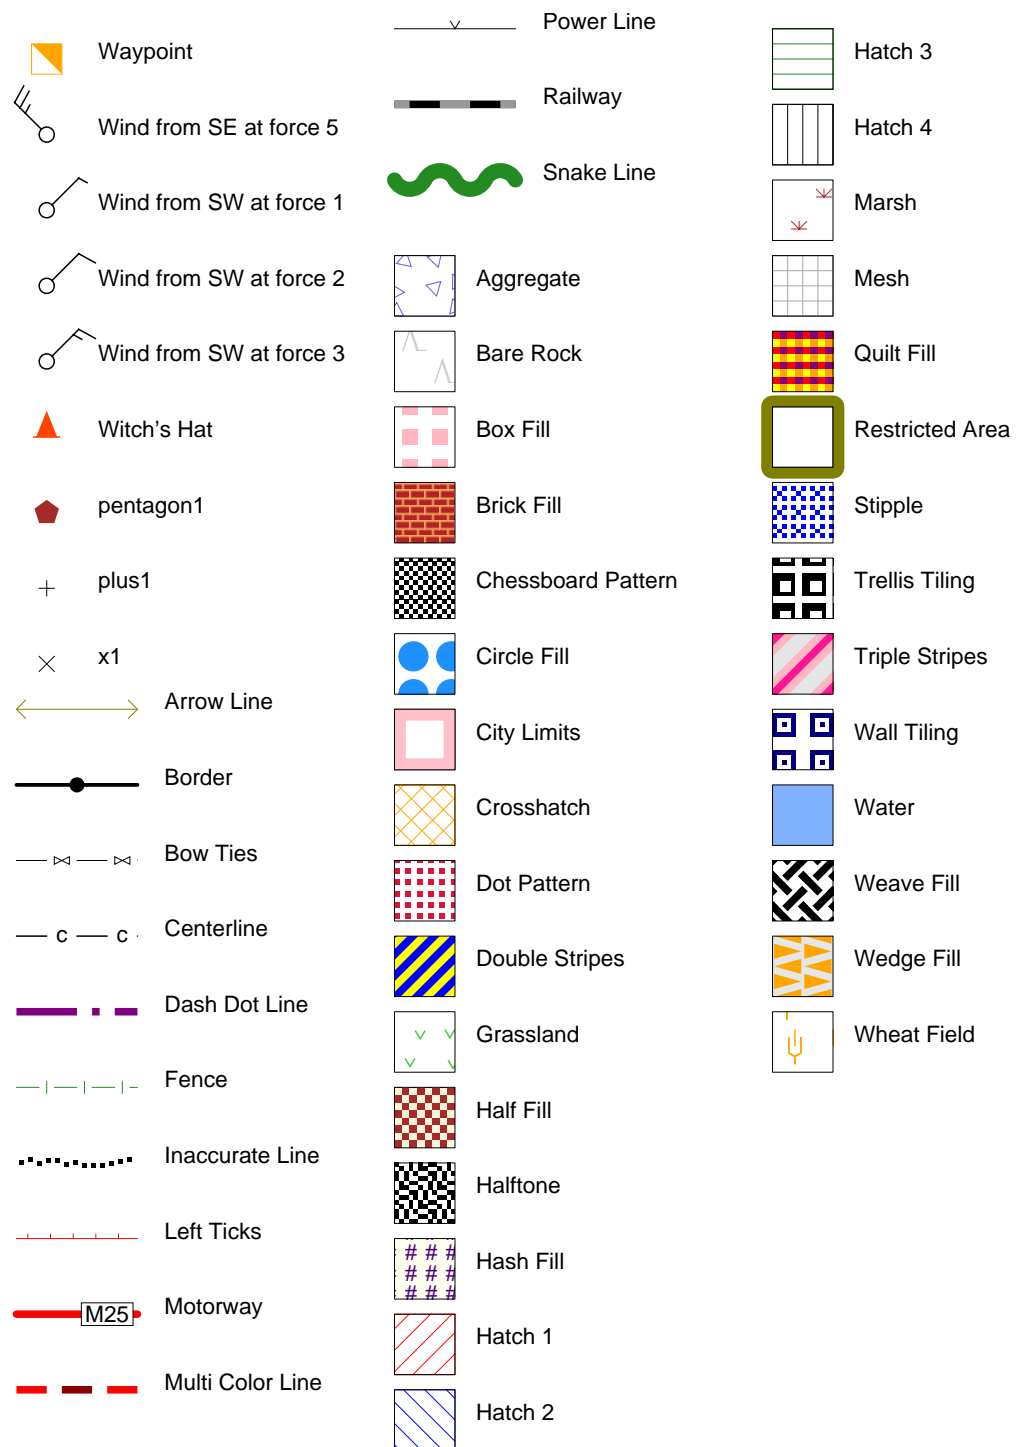 Waypoint
Wind from SE at force 5
Wind from SW at force 1
Wind from SW at force 2
Wind from SW at force 3
Witch's Hat
pentagon1
plus1
x1
Arrow Line
Border
Bow Ties
C C Centerline
Dash Dot Line
Fence
Inaccurate Line
Left Ticks
M25 Motorway
Multi Color Line
Power Line
Railway
Snake Line
Aggregate
Bare Rock
Box Fill
Brick Fill
Chessboard Pattern
Circle Fill
City Limits
Crosshatch
Dot Pattern
Double Stripes
Grassland
Half Fill
Halftone
Hash Fill
Hatch 1
Hatch 2
Hatch 3
Hatch 4
Marsh
Mesh
Quilt Fill
Restricted Area
Stipple
Trellis Tiling
Triple Stripes
Wall Tiling
Water
Weave Fill
Wedge Fill
Wheat Field